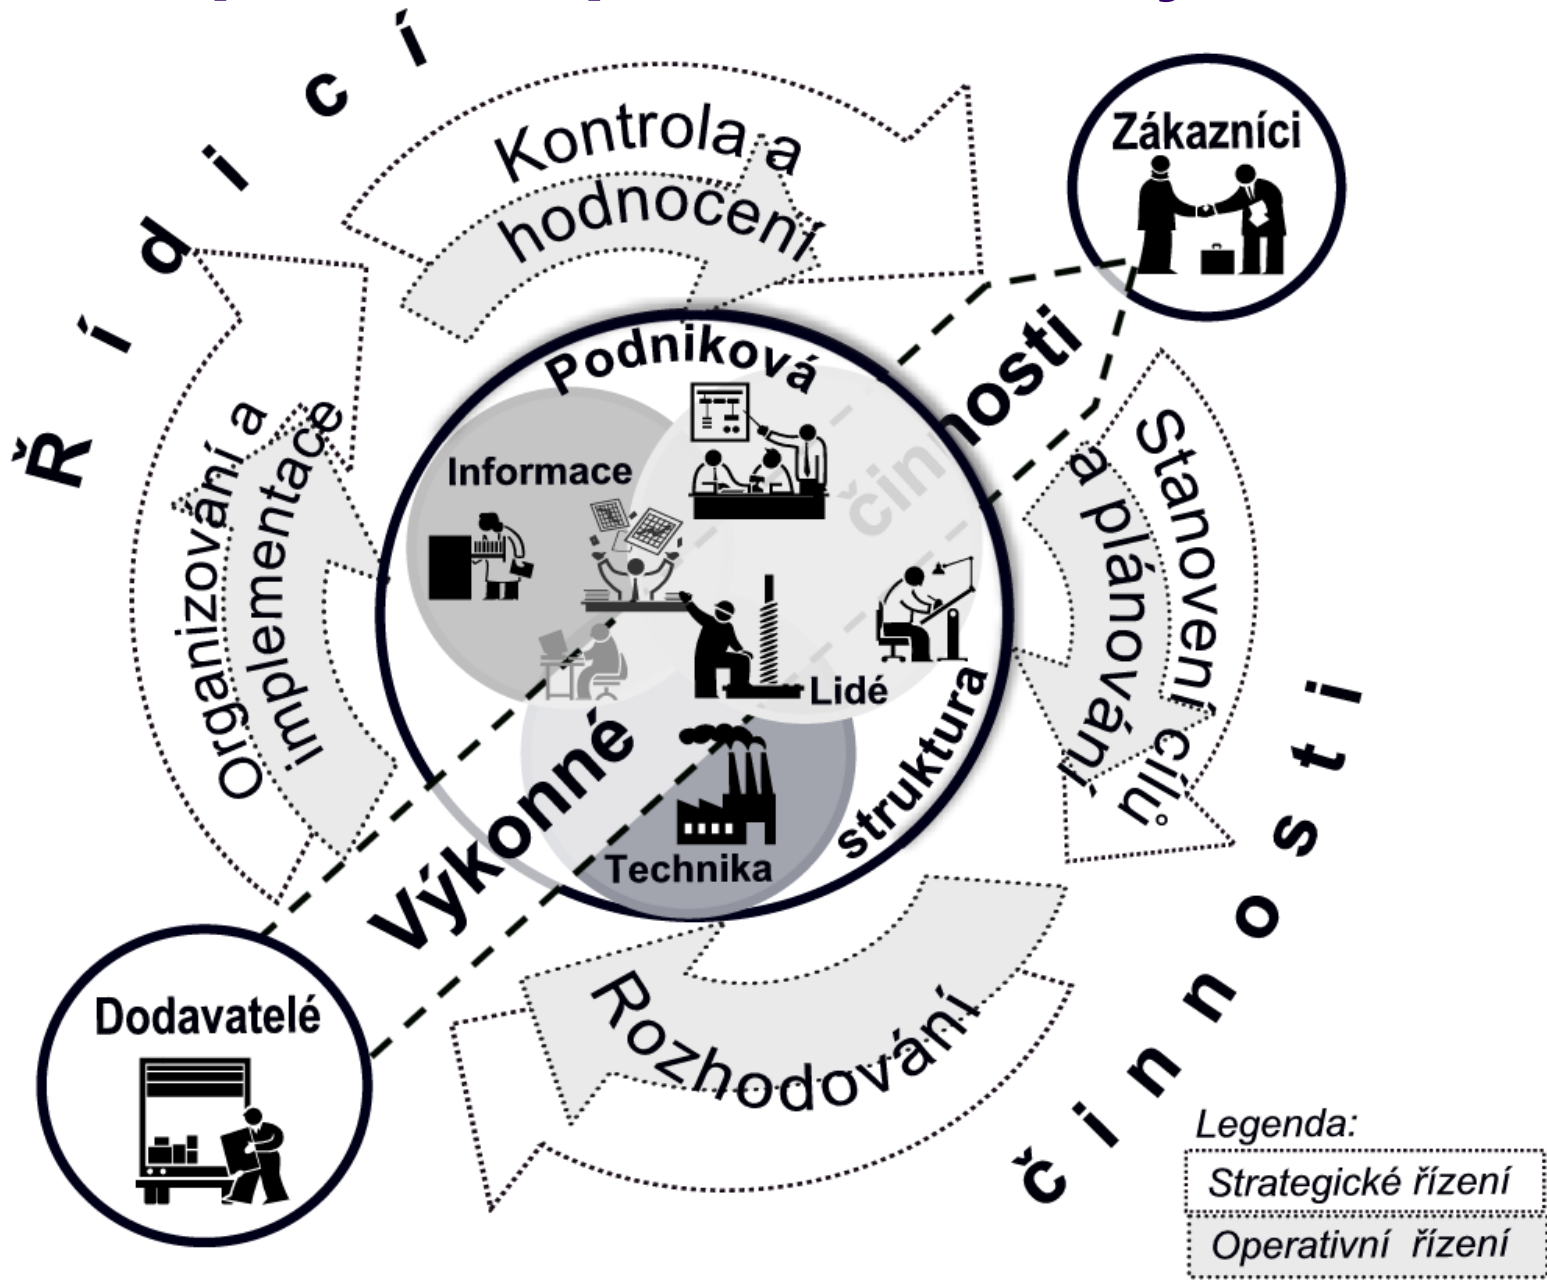 Řídicí
Kontrola a
hodnocení
Zákazníci
Organizování a
implementace
Podniková
struktura
Informace
Lidé
Technika
Výkonné
činnosti
Stanovení cílů
a plánování
Rozhodování
Dodavatelé
činnosti
Legenda:
Strategické řízení
Operativní řízení